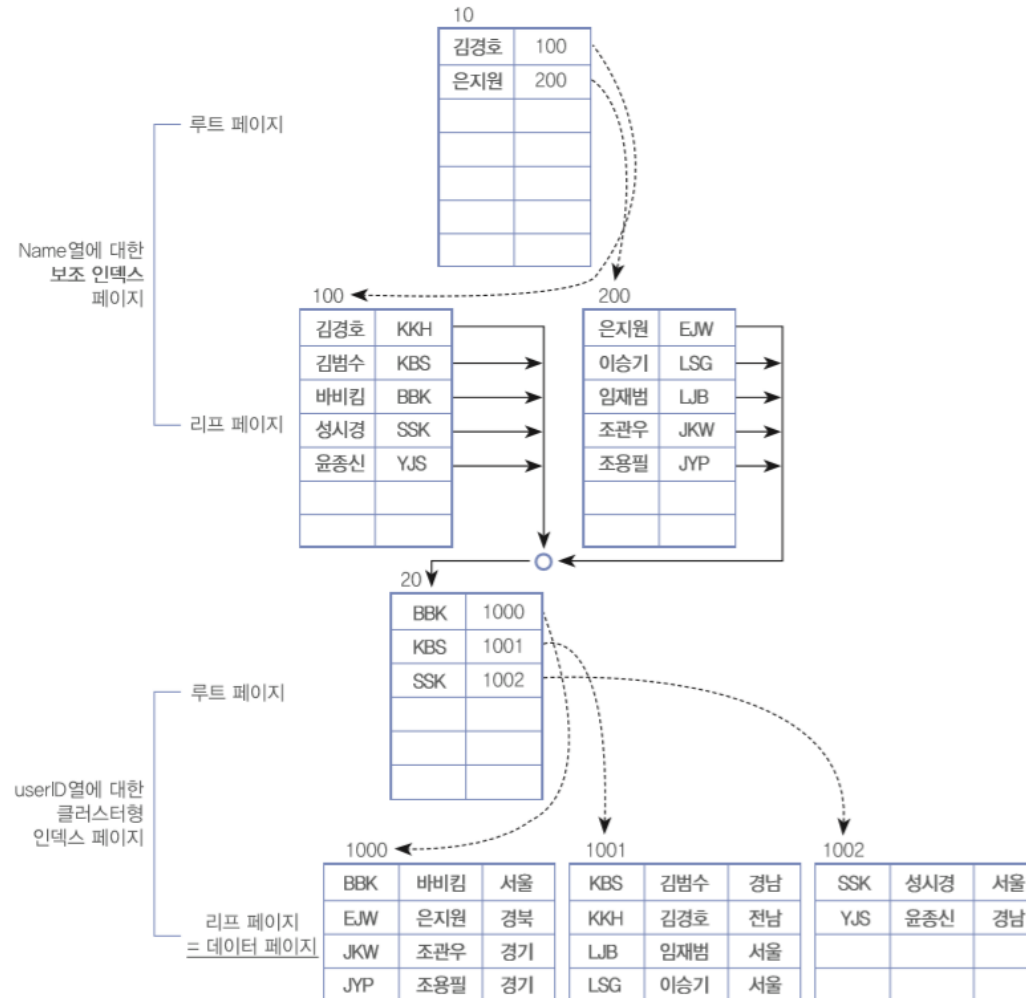 10
김경호 100
은지원 200
루트 페이지
Name열에 대한
보조 인덱스
페이지
리프 페이지
100
김경호 KKH
김범수 KBS
바비킴 BBK
성시경 SSK
윤종신 YJS
200
은지원 EJW
이승기 LSG
임재범 LJB
조관우 JKW
조용필 JYP
20
BBK 1000
KBS 1001
SSK 1002
루트 페이지
userID열에 대한
클러스터형
인덱스 페이지
리프 페이지
= 데이터 페이지
1000
BBK 바비킴 서울
EJW 은지원 경북
JKW 조관우 경기
JYP 조용필 경기
1001
KBS 김범수 경남
KKH 김경호 전남
LJB 임재범 서울
LSG 이승기 서울
1002
SSK 성시경 서울
YJS 윤종신 경남